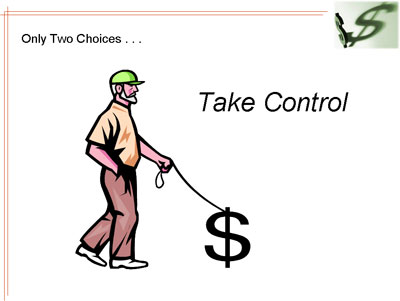 Only Two Choices . . .
Take Control
$